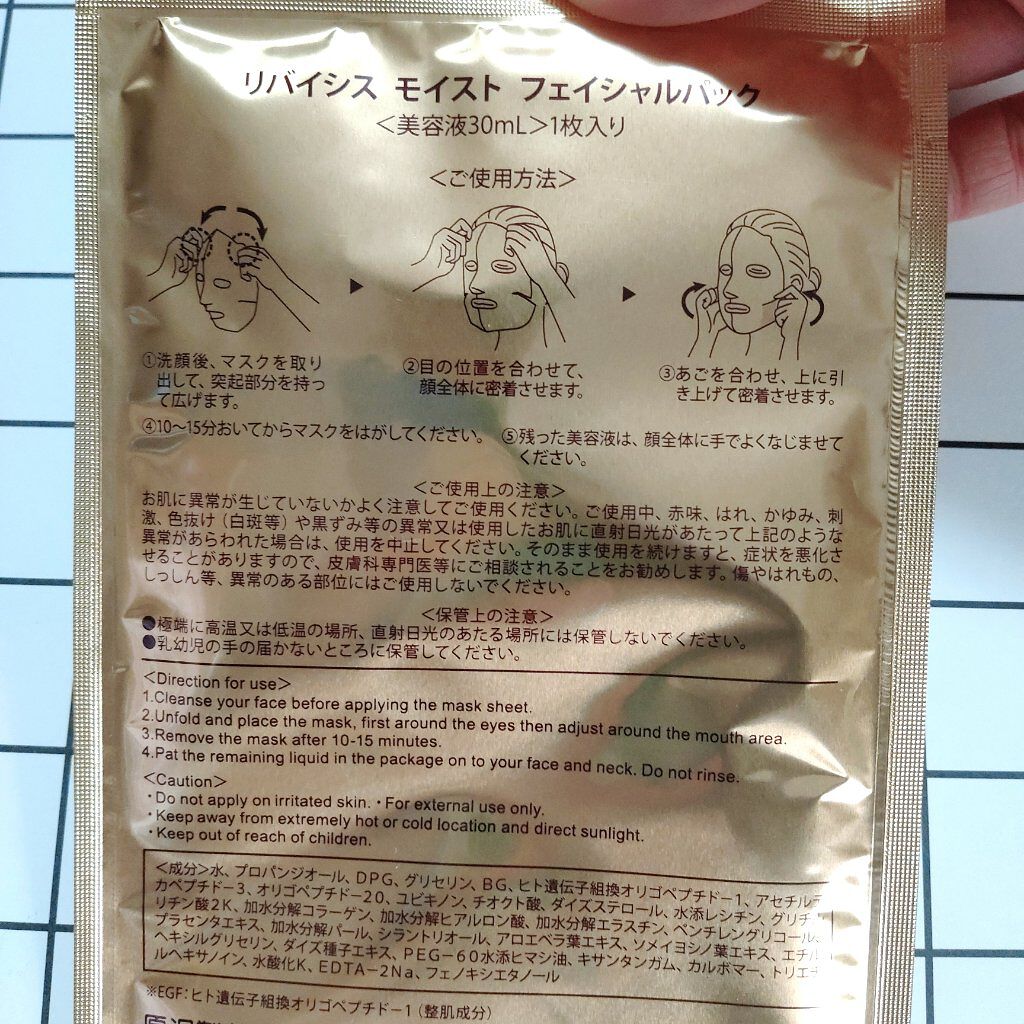 リバイシス モイスト フェイシャルパック
＜美容液30mL＞1枚入り
＜ご使用方法＞
①洗顔後、マスクを取り
出して、突起部分を持っ
て広げます。
②目の位置を合わせて、
顔全体に密着させます。
③あごを合わせ、上に引
き上げて密着させます。
④10〜15分おいてからマスクをはがしてください。
⑤残った美容液は、顔全体に手でよくなじませて
ください。
＜ご使用上の注意＞
お肌に異常が生じていないかよく注意してご使用ください。ご使用中、赤味、はれ、かゆみ、刺
激、色抜け（白斑等）や黒ずみ等の異常又は使用したお肌に直射日光があたって上記のような
異常があらわれた場合は、使用を中止してください。そのまま使用を続けますと、症状を悪化さ
せることがありますので、皮膚科専門医等にご相談されることをお勧めします。傷やはれもの、
しっしん等、異常のある部位にはご使用しないでください。
＜保管上の注意＞
●極端に高温又は低温の場所、直射日光のあたる場所には保管しないでください。
●乳幼児の手の届かないところに保管してください。
＜Direction for use＞
1.Cleanse your face before applying the mask sheet.
2.Unfold and place the mask, first around the eyes then adjust around the mouth area.
3.Remove the mask after 10-15 minutes.
4.Pat the remaining liquid in the package on to your face and neck. Do not rinse.
＜Caution＞
・Do not apply on irritated skin. ・For external use only.
・Keep away from extremely hot or cold location and direct sunlight.
・Keep out of reach of children.
＜成分＞水、プロパンジオール、DPG、グリセリン、BG、ヒト遺伝子組換オリゴペプチド−1、アセチルデ
カペプチド−3、オリゴペプチド−20、ユビキノン、チオクト酸、ダイズステロール、水添レシチン、グリチ
リチン酸2K、加水分解コラーゲン、加水分解ヒアルロン酸、加水分解エラスチン、ペンチレングリコール、
プラセンタエキス、加水分解パール、シラントリオール、アロエベラ葉エキス、ソメイヨシノ葉エキス、エチル
ヘキシルグリセリン、ダイズ種子エキス、PEG−60水添ヒマシ油、キサンタンガム、カルボマー、トリエチ
ルヘキサノイン、水酸化K、EDTA−2Na、フェノキシエタノール
※EGF：ヒト遺伝子組換オリゴペプチド−1（整肌成分）